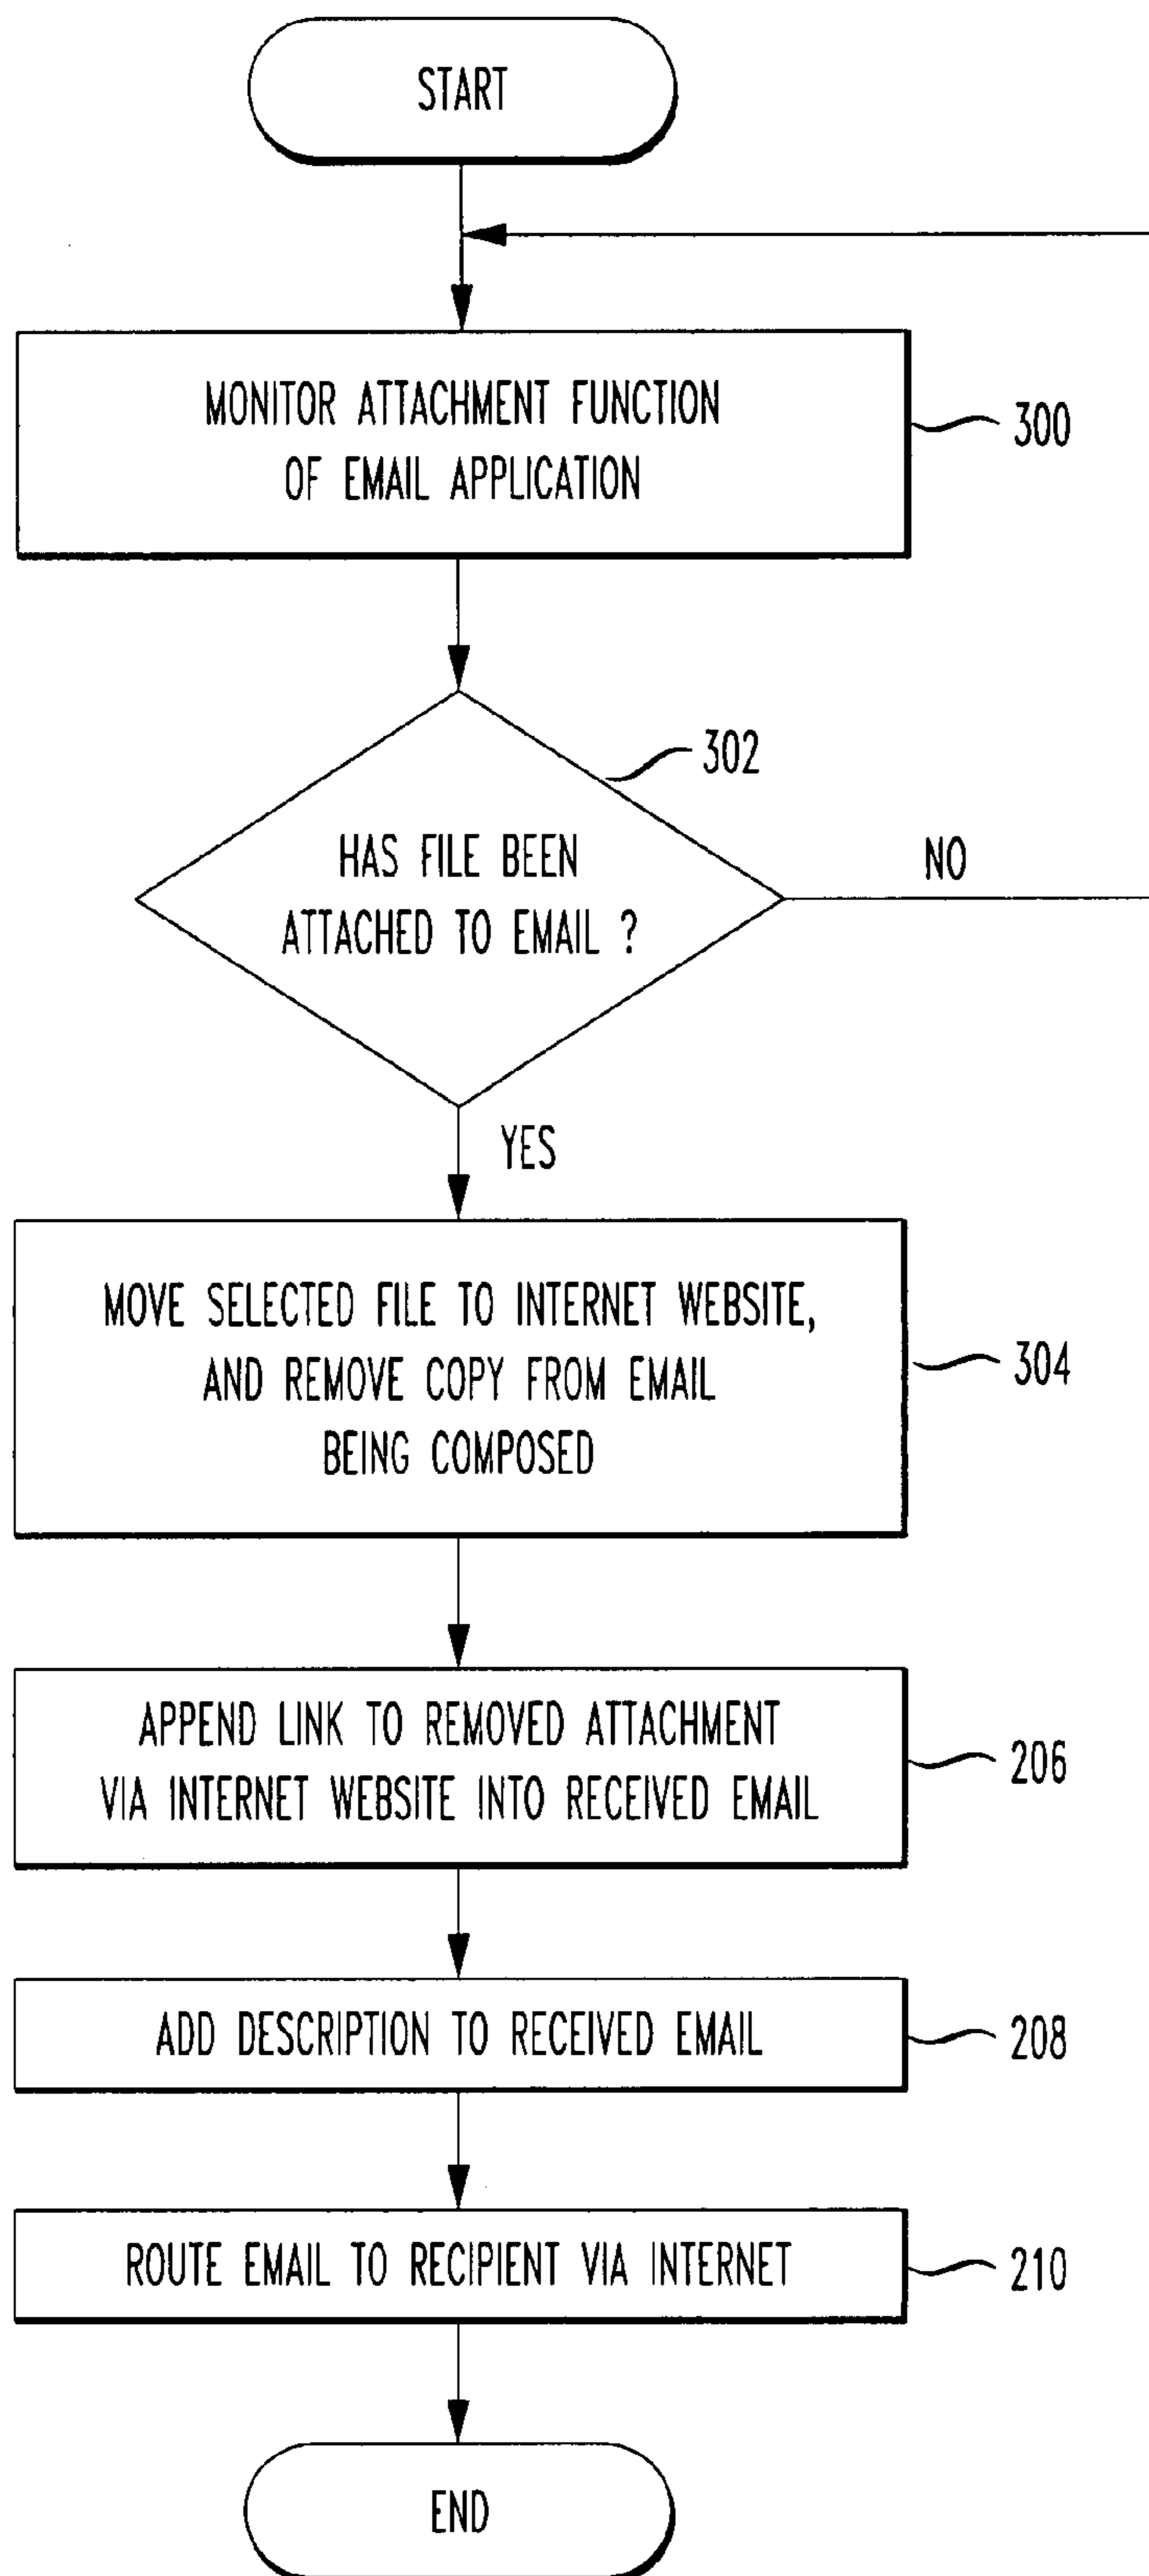 START
MONITOR ATTACHMENT FUNCTION
OF EMAIL APPLICATION
300
302
HAS FILE BEEN
ATTACHED TO EMAIL ?
NO
YES
MOVE SELECTED FILE TO INTERNET WEBSITE,
AND REMOVE COPY FROM EMAIL
BEING COMPOSED
304
APPEND LINK TO REMOVED ATTACHMENT
VIA INTERNET WEBSITE INTO RECEIVED EMAIL
206
ADD DESCRIPTION TO RECEIVED EMAIL
208
ROUTE EMAIL TO RECIPIENT VIA INTERNET
210
END